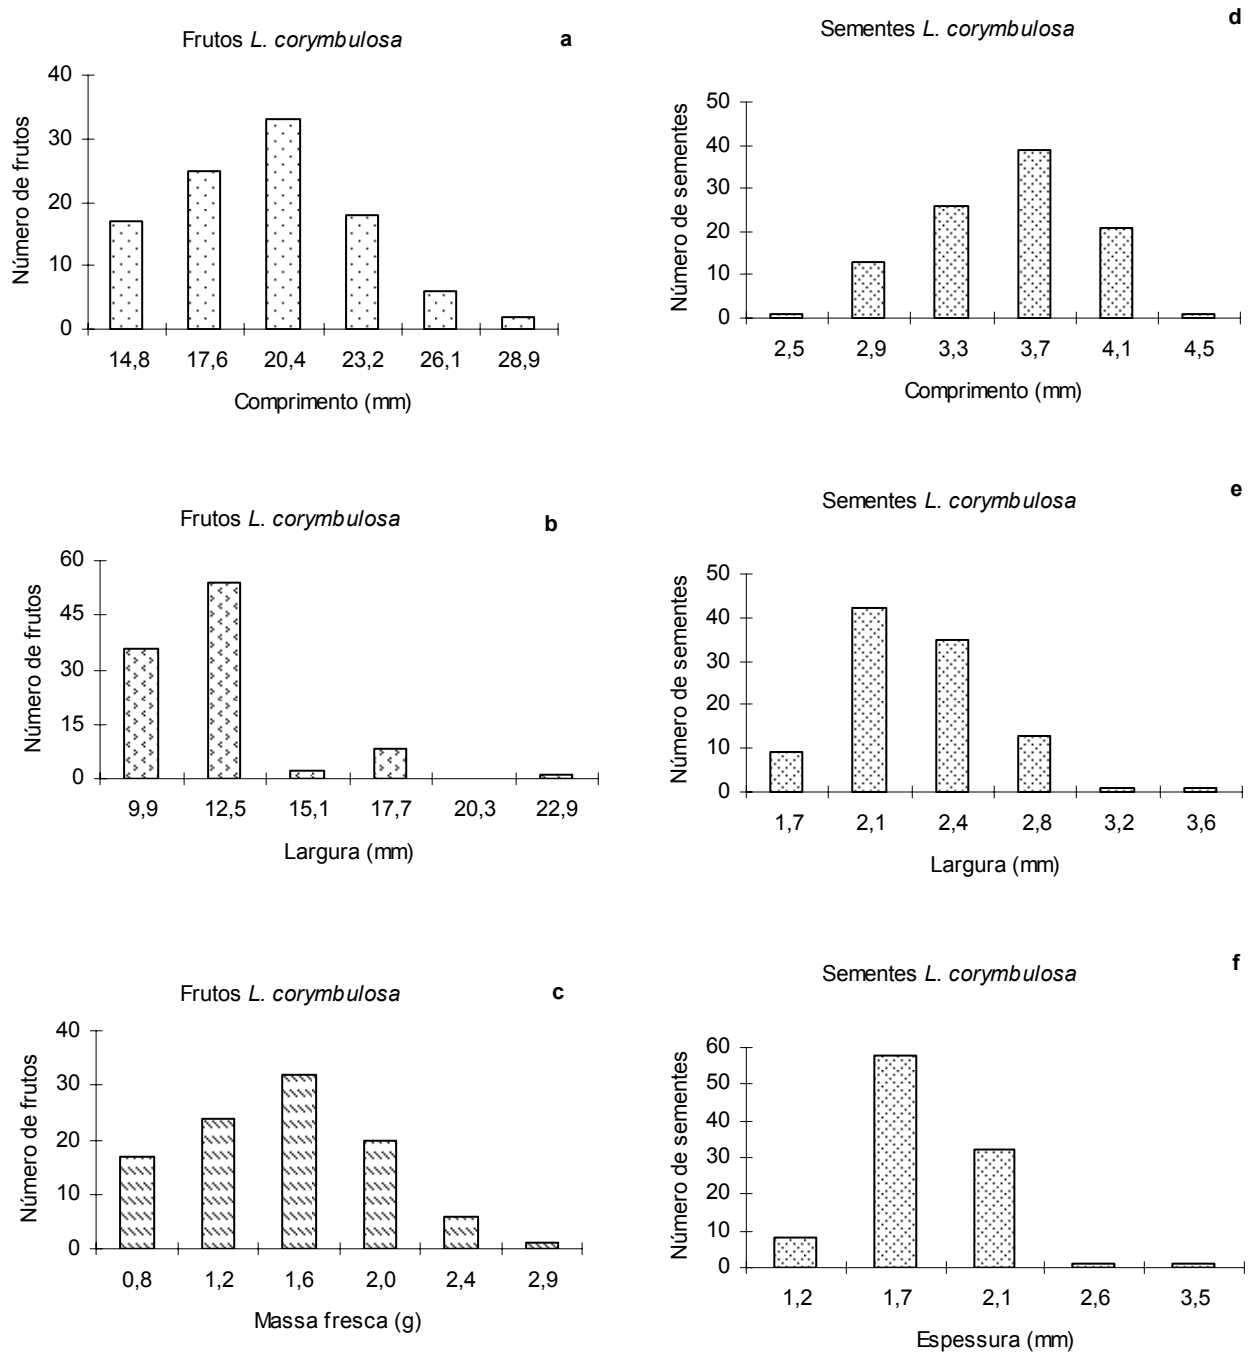 Frutos L. corymbulosa
a
Número de frutos
40
30
20
10
0
14,8 17,6 20,4 23,2 26,1 28,9
Comprimento (mm)
Sementes L. corymbulosa
d
Número de sementes
50
40
30
20
10
0
2,5 2,9 3,3 3,7 4,1 4,5
Comprimento (mm)
Frutos L. corymbulosa
b
Número de frutos
60
45
30
15
0
9,9 12,5 15,1 17,7 20,3 22,9
Largura (mm)
Sementes L. corymbulosa
e
Número de sementes
50
40
30
20
10
0
1,7 2,1 2,4 2,8 3,2 3,6
Largura (mm)
Frutos L. corymbulosa
c
Número de frutos
40
30
20
10
0
0,8 1,2 1,6 2,0 2,4 2,9
Massa fresca (g)
Sementes L. corymbulosa
f
Número de sementes
60
50
40
30
20
10
0
1,2 1,7 2,1 2,6 3,5
Espessura (mm)